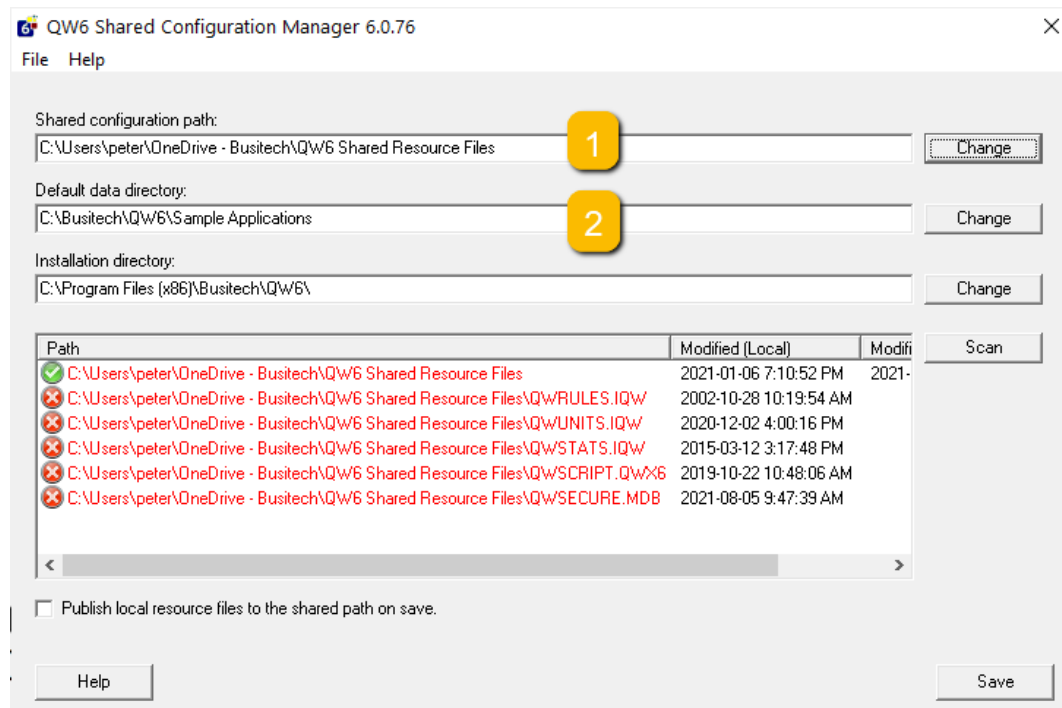 QW6 Shared Configuration Manager 6.0.76
File Help
Shared configuration path:
C:\Users\peter\OneDrive - Busitech\QW6 Shared Resource Files 1 Change
Default data directory:
C:\Busitech\QW6\Sample Applications 2 Change
Installation directory:
C:\Program Files (x86)\Busitech\QW6\ Change
Path Modified (Local) Modifi Scan
C:\Users\peter\OneDrive - Busitech\QW6 Shared Resource Files 2021-01-06 7:10:52 PM 2021-
C:\Users\peter\OneDrive - Busitech\QW6 Shared Resource Files\QWRULES.IQW 2002-10-28 10:19:54 AM
C:\Users\peter\OneDrive - Busitech\QW6 Shared Resource Files\QWUNITS.IQW 2020-12-02 4:00:16 PM
C:\Users\peter\OneDrive - Busitech\QW6 Shared Resource Files\QWSTATS.IQW 2015-03-12 3:17:48 PM
C:\Users\peter\OneDrive - Busitech\QW6 Shared Resource Files\QWSCRIPT.QWX6 2019-10-22 10:48:06 AM
C:\Users\peter\OneDrive - Busitech\QW6 Shared Resource Files\QWSECURE.MDB 2021-08-05 9:47:39 AM
Publish local resource files to the shared path on save.
Help Save